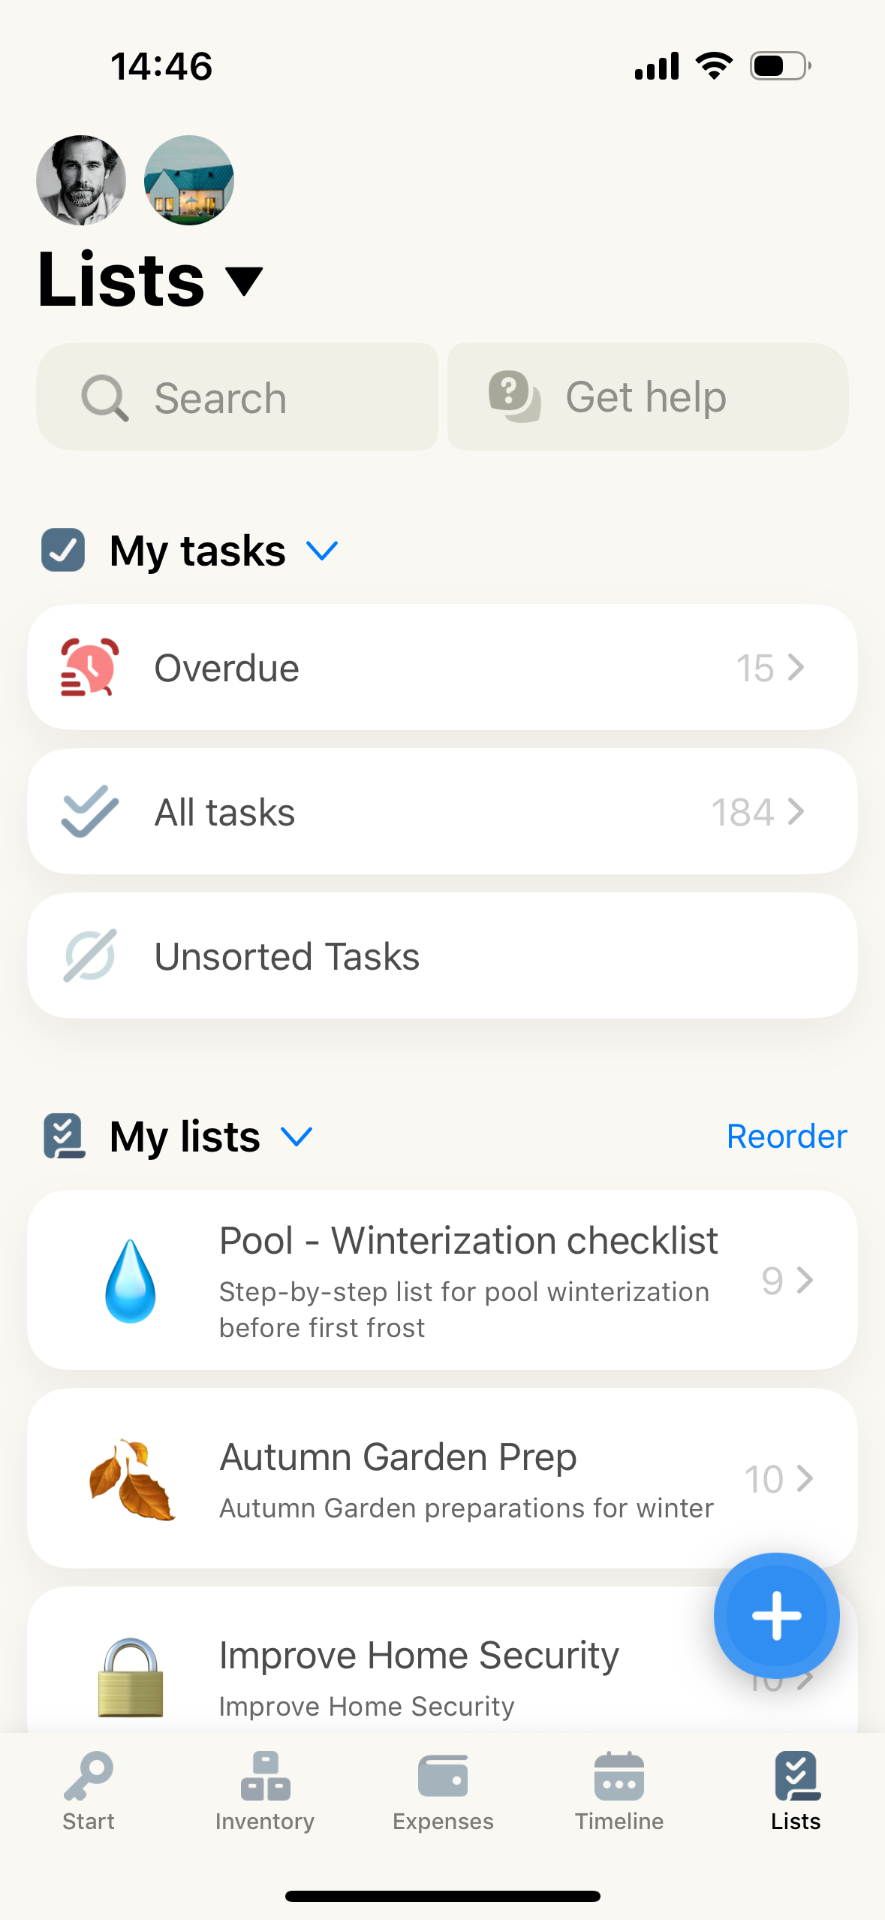 14:46
Lists
Search
Get help
My tasks
Overdue
15
All tasks
184
Unsorted Tasks
My lists
Reorder
Pool - Winterization checklist
Step-by-step list for pool winterization
before first frost
9
Autumn Garden Prep
Autumn Garden preparations for winter
10
Improve Home Security
Improve Home Security
10
Start
Inventory
Expenses
Timeline
Lists